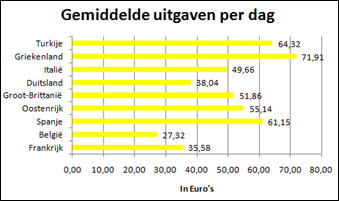 Gemiddelde uitgaven per dag
Turkije 64,32
Griekenland 71,91
Italië 49,66
Duitsland 38,04
Groot-Brittanië 51,86
Oostenrijk 55,14
Spanje 61,15
België 27,32
Frankrijk 35,58
0,00 10,00 20,00 30,00 40,00 50,00 60,00 70,00 80,00
In Euro's